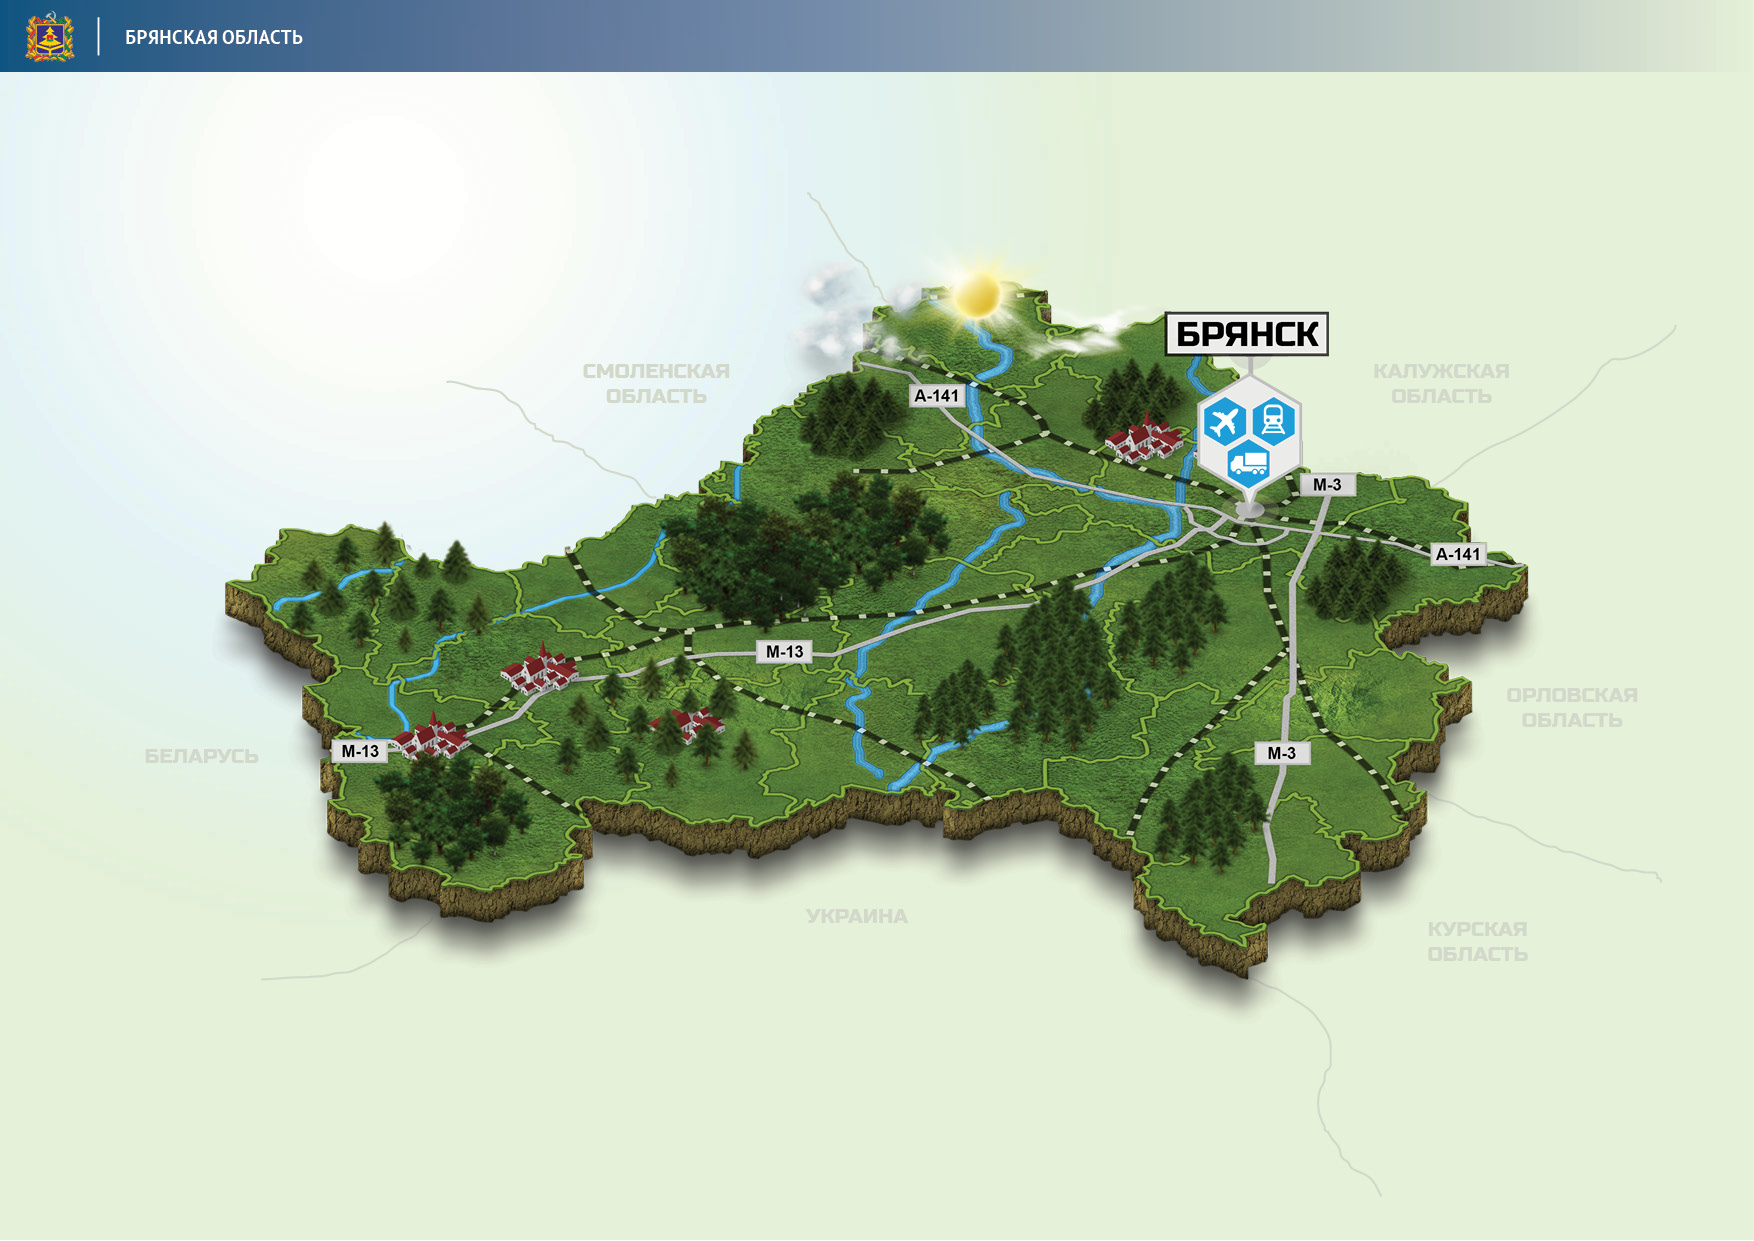 БРЯНСКАЯ ОБЛАСТЬ
БРЯНСК
СМОЛЕНСКАЯ
ОБЛАСТЬ
КАЛУЖСКАЯ
ОБЛАСТЬ
А-141
М-3
А-141
М-13
ОРЛОВСКАЯ
ОБЛАСТЬ
БЕЛАРУСЬ
М-13
М-3
УКРАИНА
КУРСКАЯ
ОБЛАСТЬ